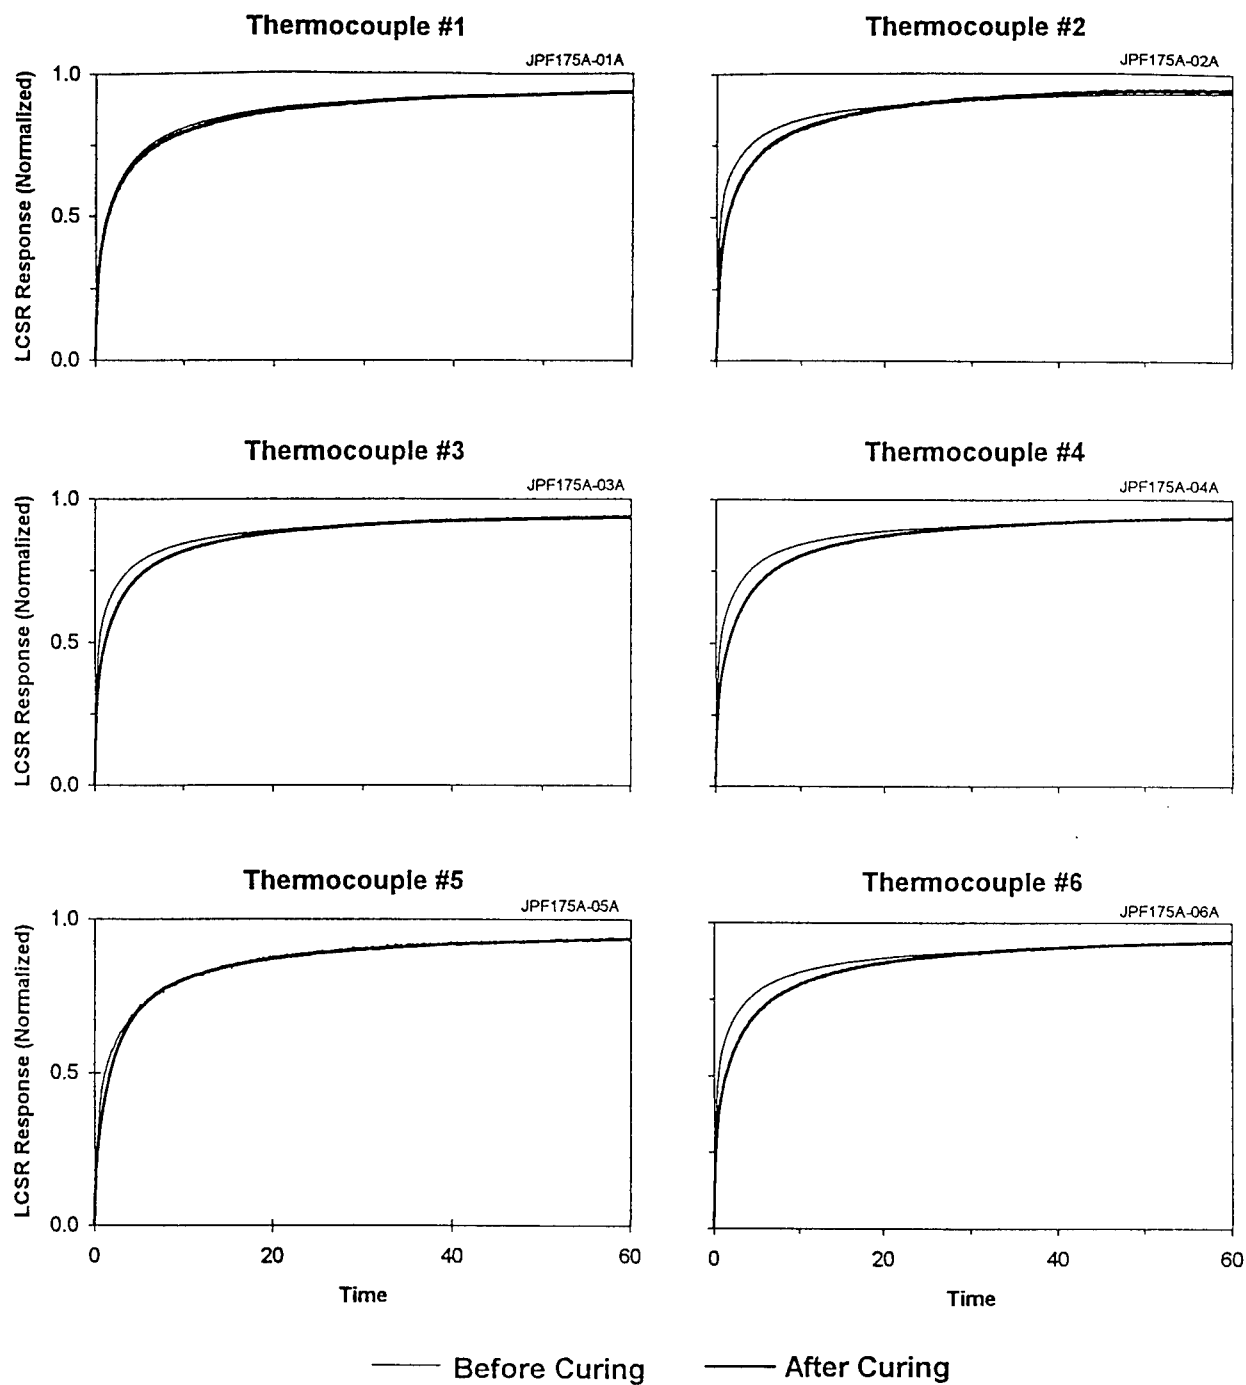 Thermocouple #1
JPF175A-01A
LCSR Response (Normalized)
1.0
0.5
0.0
Thermocouple #2
JPF175A-02A
Thermocouple #3
JPF175A-03A
LCSR Response (Normalized)
1.0
0.5
0.0
Thermocouple #4
JPF175A-04A
Thermocouple #5
JPF175A-05A
LCSR Response (Normalized)
1.0
0.5
0.0
0 20 40 60
Time
Thermocouple #6
JPF175A-06A
0 20 40 60
Time
Before Curing
After Curing